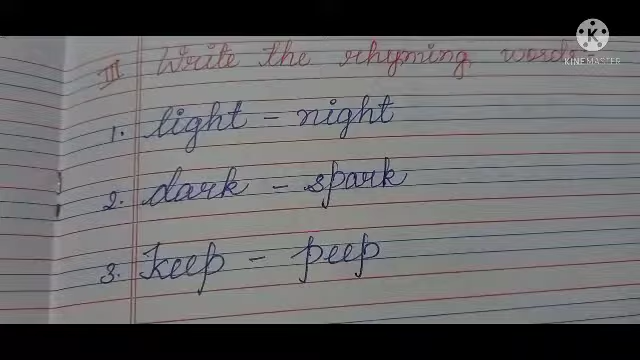 III Write the rhyming words
1. light - night
2. dark - spark
3. keep - peep
KINEMASTER